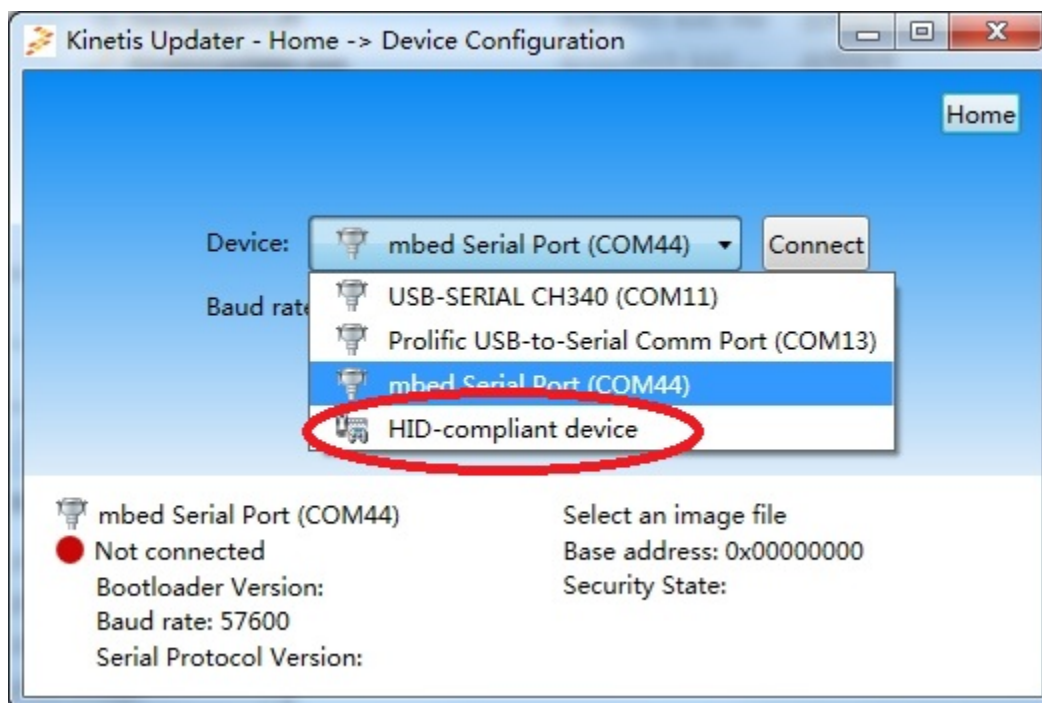 Kinetis Updater - Home -> Device Configuration
Home
Device:
mbed Serial Port (COM44)
Connect
Baud rate
USB-SERIAL CH340 (COM11)
Prolific USB-to-Serial Comm Port (COM13)
mbed Serial Port (COM44)
HID-compliant device
mbed Serial Port (COM44)
Select an image file
Not connected
Base address: 0x00000000
Bootloader Version:
Security State:
Baud rate: 57600
Serial Protocol Version: